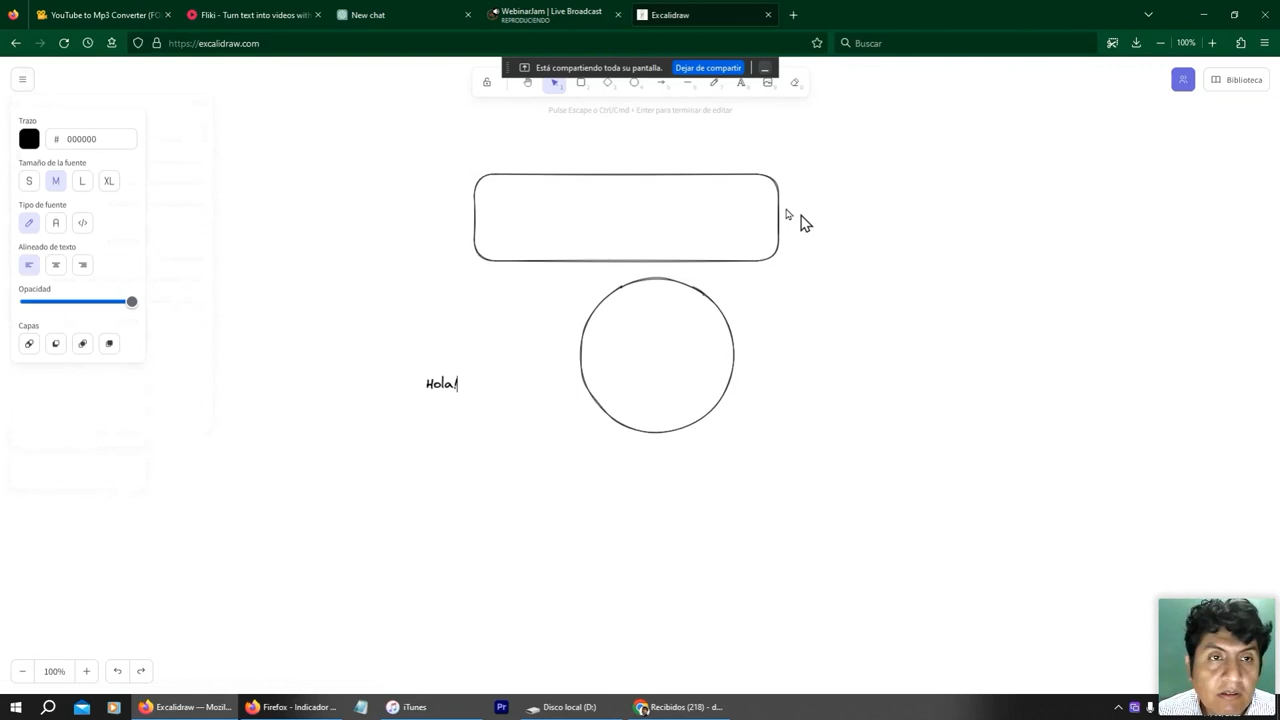 YouTube to Mp3 Converter (FO
Fliki - Turn text into videos with
New chat
WebinarJam | Live Broadcast
REPRODUCIENDO
Excalidraw
https://excalidraw.com
100%
Buscar
Está compartiendo toda su pantalla.
Dejar de compartir
Biblioteca
Pulse Escape o Ctrl/Cmd + Enter para terminar de editar
Trazo
# 000000
Tamaño de la fuente
S M L XL
Tipo de fuente
Alineado de texto
Opacidad
Capas
Hola!
100%
Excalidraw — Mozil...
Firefox - Indicador ...
iTunes
Disco local (D:)
Recibidos (218) - d...